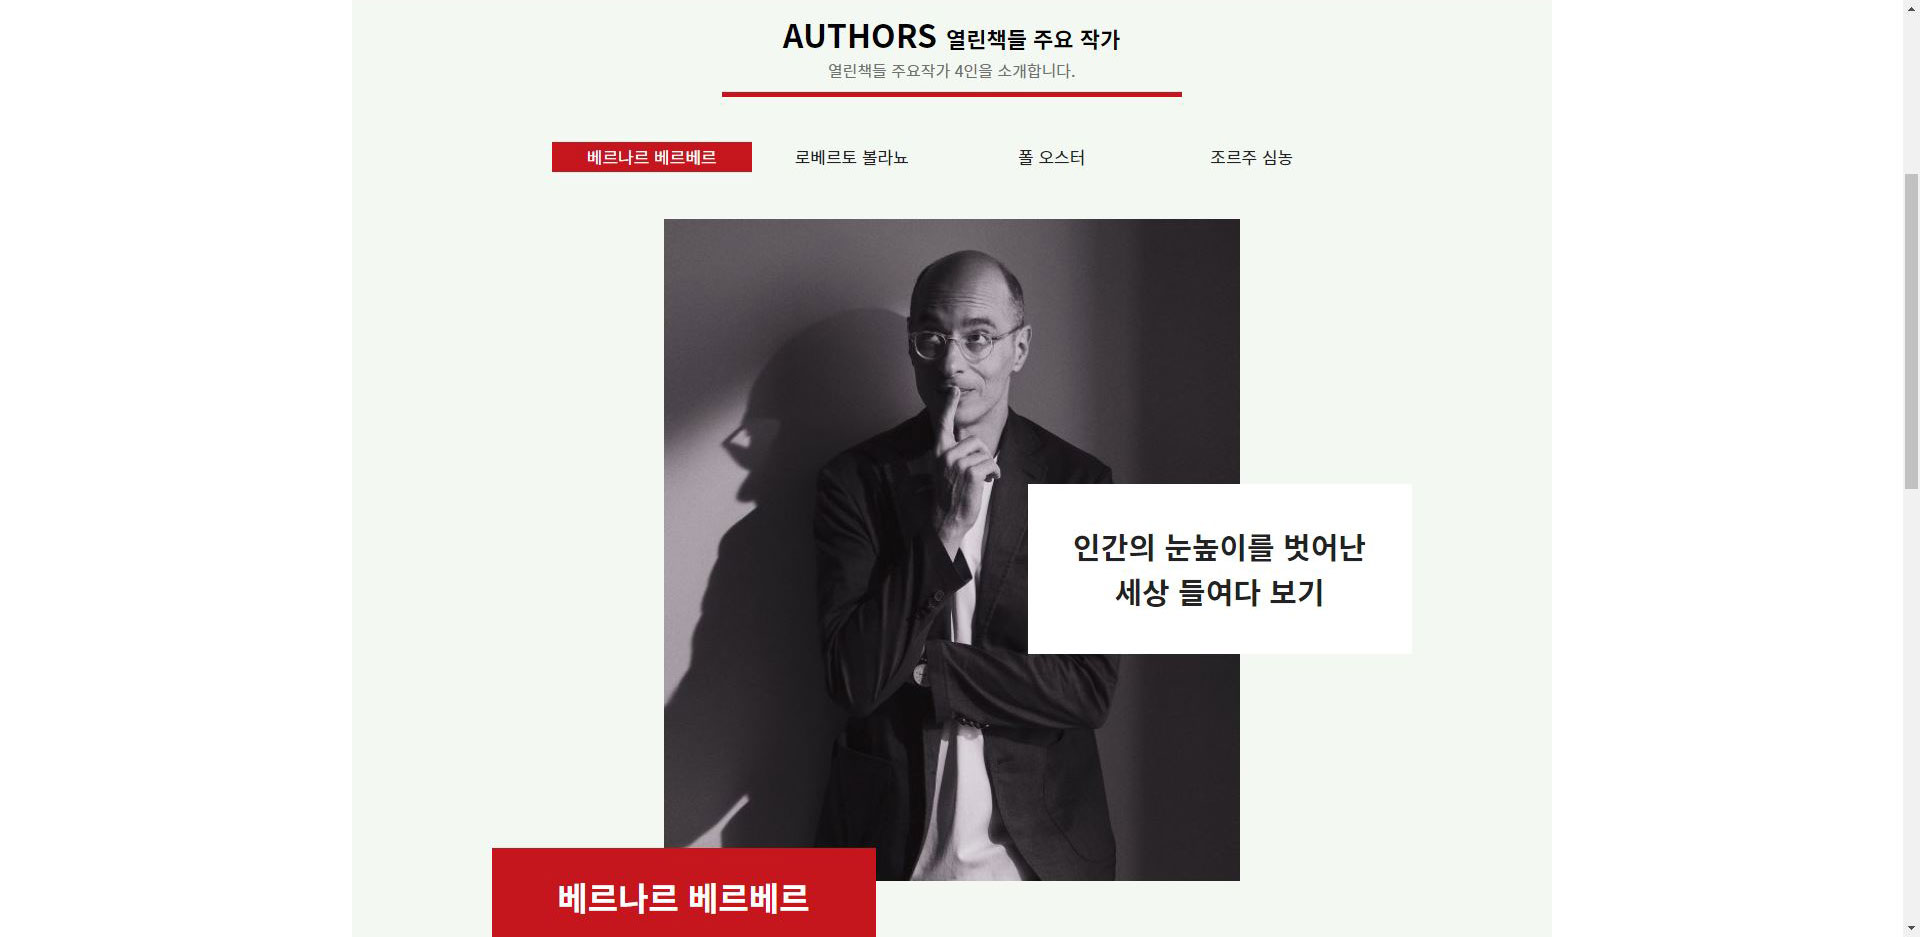 AUTHORS 열린책들 주요 작가
열린책들 주요작가 4인을 소개합니다.
베르나르 베르베르 로베르토 볼라뇨 폴 오스터 조르주 심농
인간의 눈높이를 벗어난
세상 들여다 보기
베르나르 베르베르